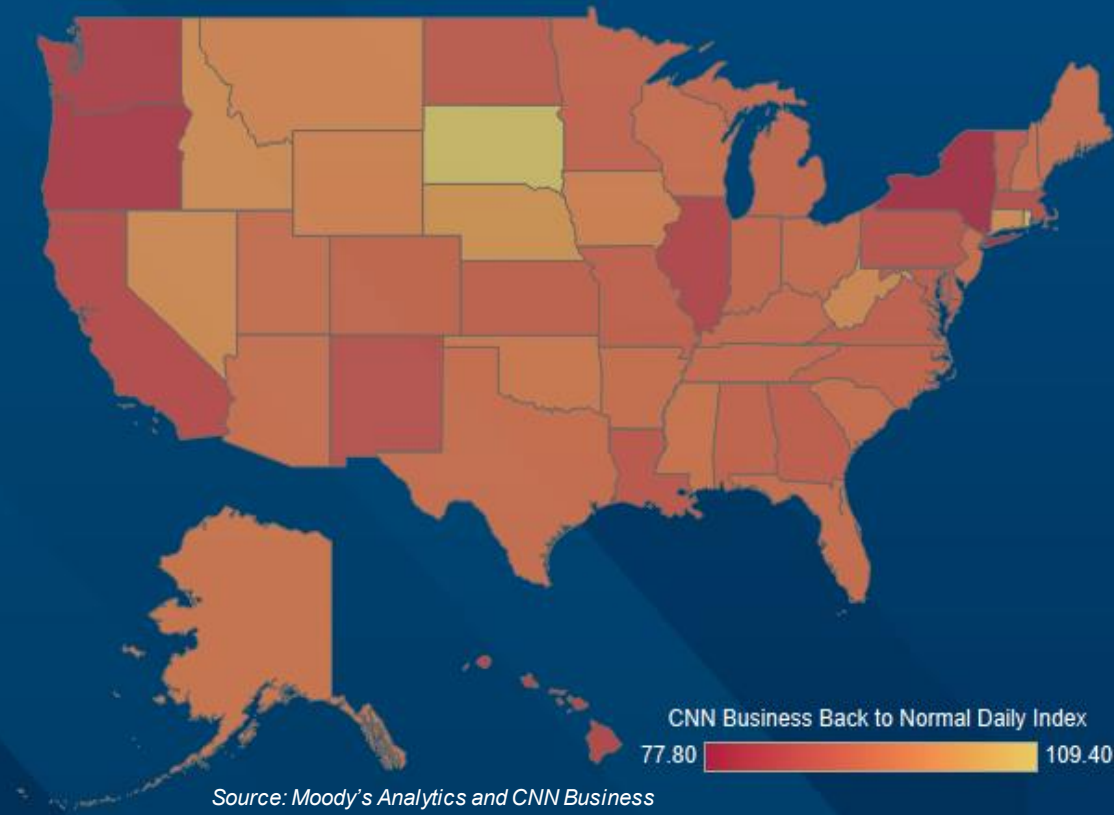 CNN Business Back to Normal Daily Index
77.80 109.40
Source: Moody's Analytics and CNN Business